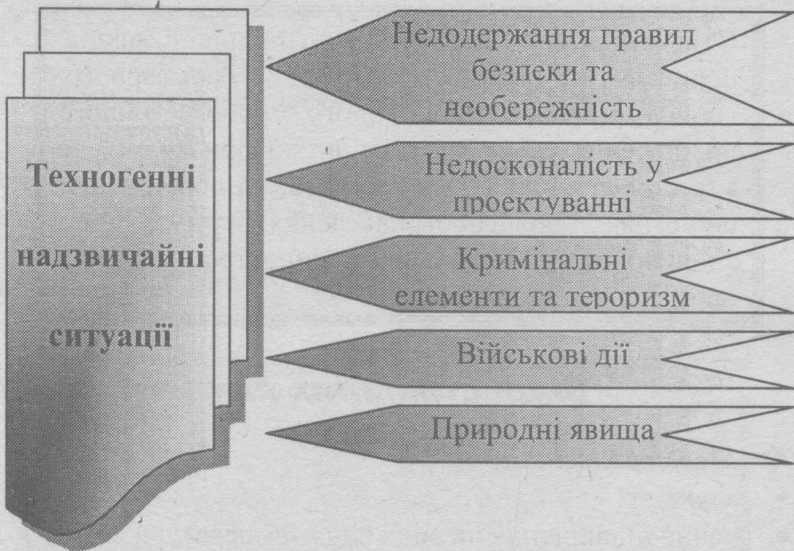 Техногенні
надзвичайні
ситуації
Недодержання правил
безпеки та
необережність
Недосконалість у
проектуванні
Кримінальні
елементи та тероризм
Військові дії
Природні явища